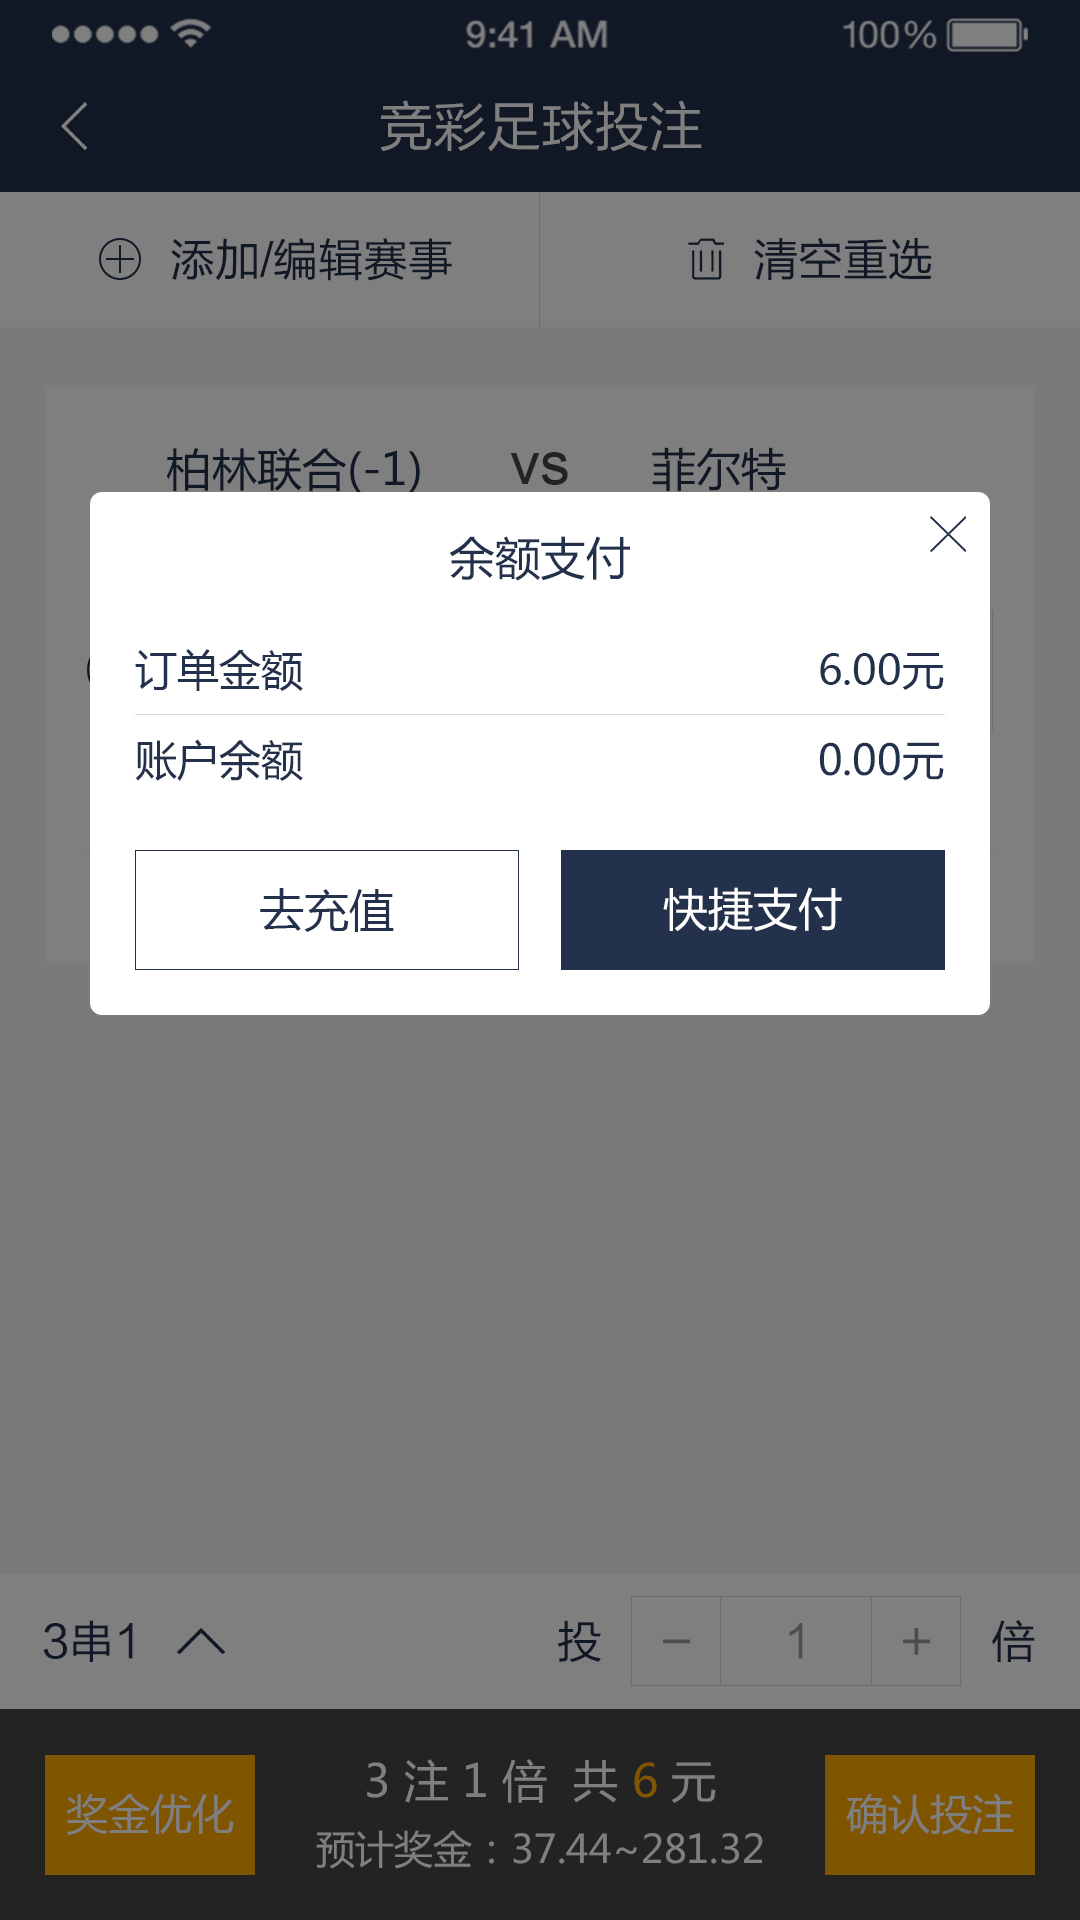 9:41 AM 100%
竞彩足球投注
添加/编辑赛事 清空重选
柏林联合(-1) VS 菲尔特
余额支付
订单金额 6.00元
账户余额 0.00元
去充值 快捷支付
3串1 投 1 倍
3 注 1 倍 共 6 元
奖金优化 确认投注
预计奖金：37.44~281.32